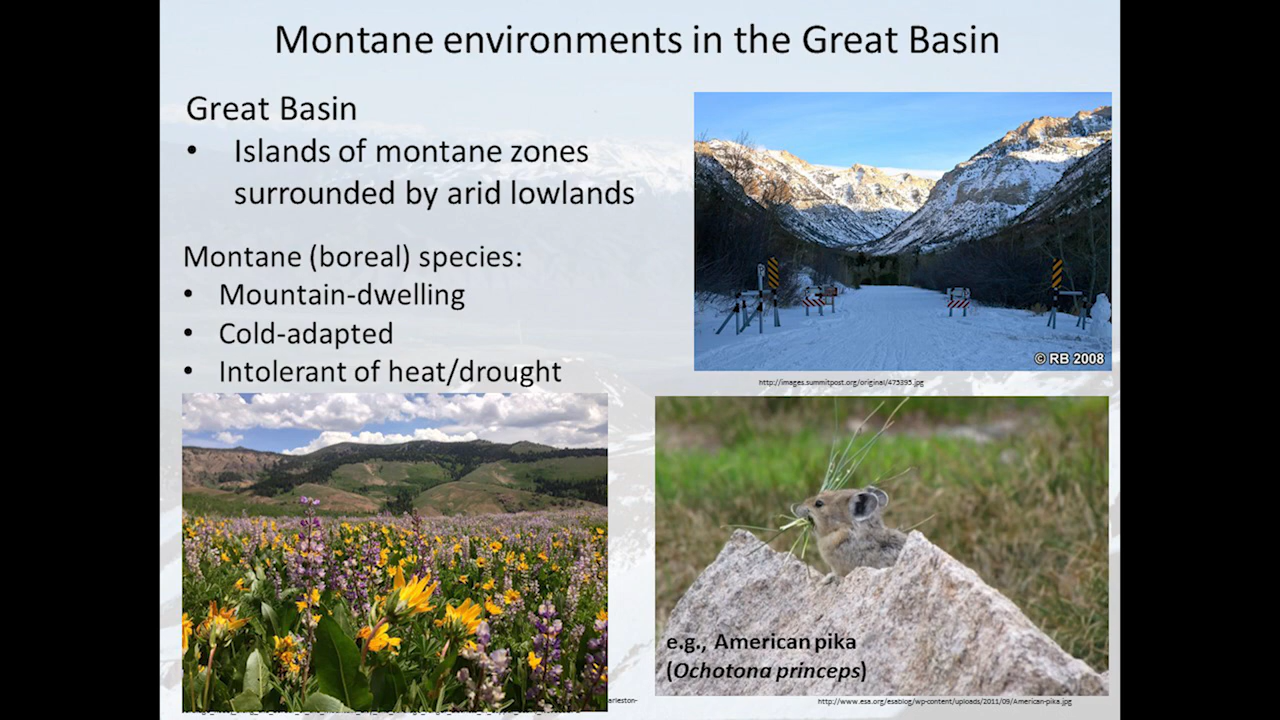 Montane environments in the Great Basin
Great Basin
• Islands of montane zones
surrounded by arid lowlands
Montane (boreal) species:
• Mountain-dwelling
• Cold-adapted
• Intolerant of heat/drought
© RB 2008
http://images.summitpost.org/original/475395.jpg
e.g., American pika
(Ochotona princeps)
http://www.esa.org/esablog/wp-content/uploads/2011/09/American-pika.jpg